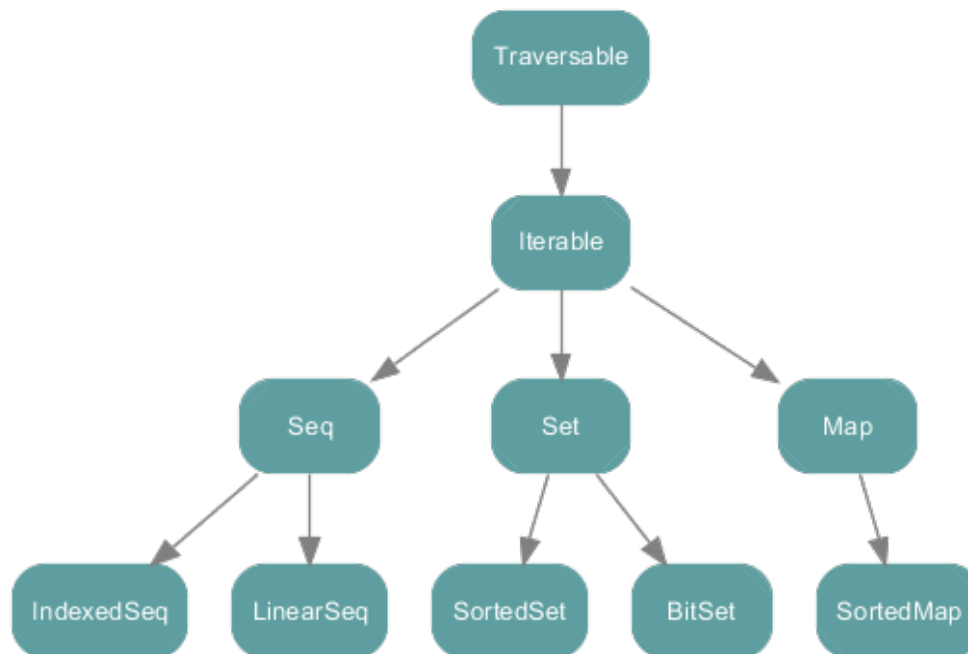 Traversable
Iterable
Seq
Set
Map
IndexedSeq
LinearSeq
SortedSet
BitSet
SortedMap